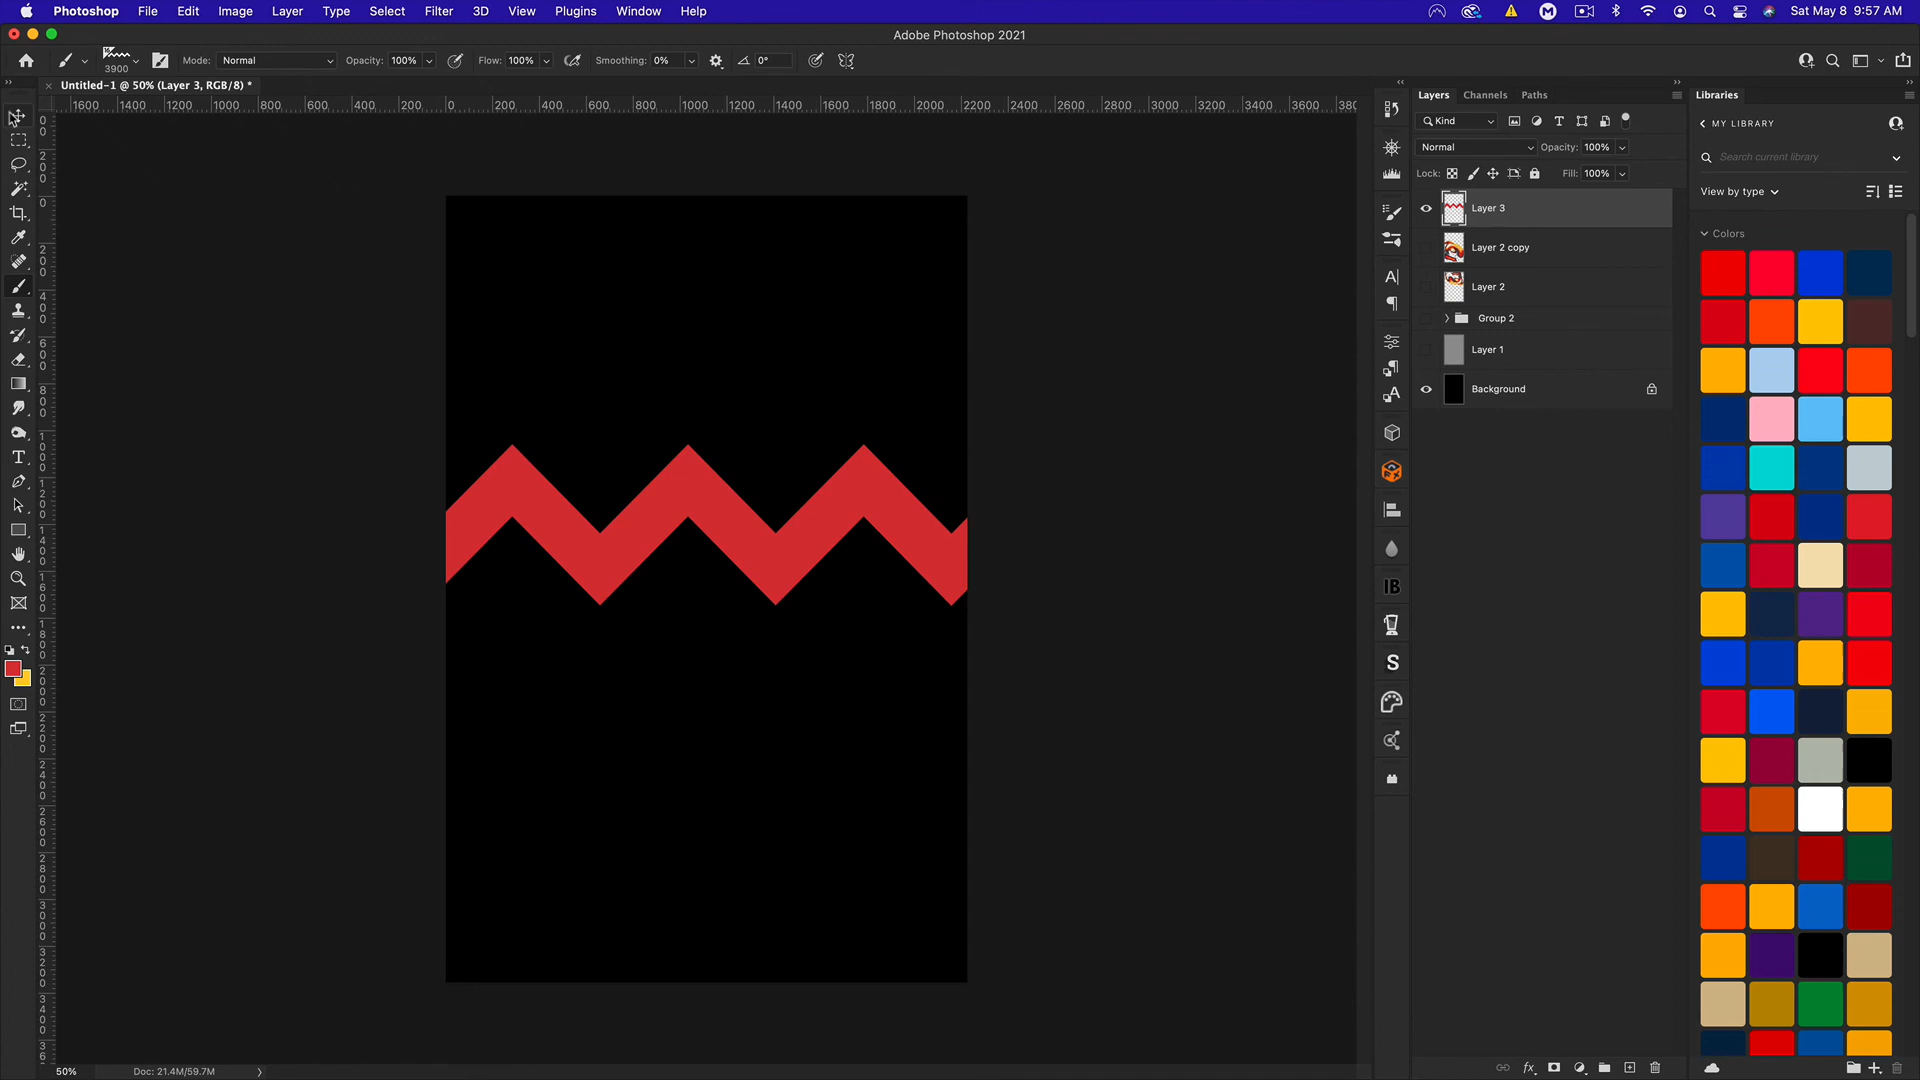 Photoshop File Edit Image Layer Type Select Filter 3D View Plugins Window Help
Sat May 8 9:57 AM
Adobe Photoshop 2021
3900
Mode: Normal
Opacity: 100%
Flow: 100%
Smoothing: 0%
0°
Untitled-1 @ 50% (Layer 3, RGB/8) *
1600 1400 1200 1000 800 600 400 200 0 200 400 600 800 1000 1200 1400 1600 1800 2000 2200 2400 2600 2800 3000 3200 3400 3600 380
Layers Channels Paths
Kind
Normal
Opacity: 100%
Lock:
Fill: 100%
Layer 3
Layer 2 copy
Layer 2
Group 2
Layer 1
Background
Libraries
MY LIBRARY
Search current library
View by type
Colors
IB
S
50%
Doc: 21.4M/59.7M